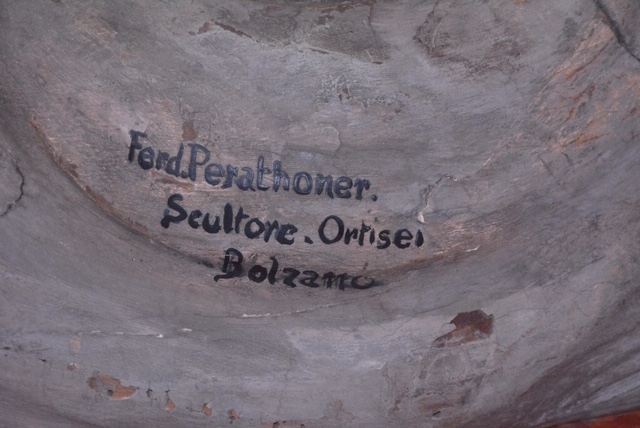 Ferd.Perathoner.
Scultore. Ortisei
Bolzano